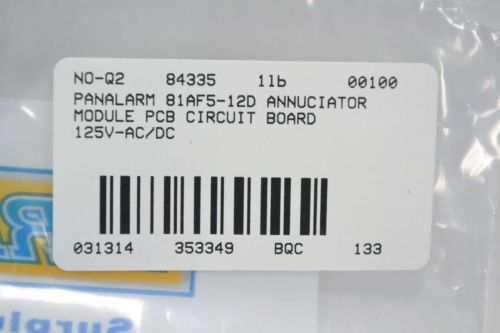 NO-Q2 84335 1lb 00100
PANALARM 81AF5-12D ANNUCIATOR
MODULE PCB CIRCUIT BOARD
125V-AC/DC
031314 353349 BQC 133
R
Surplu